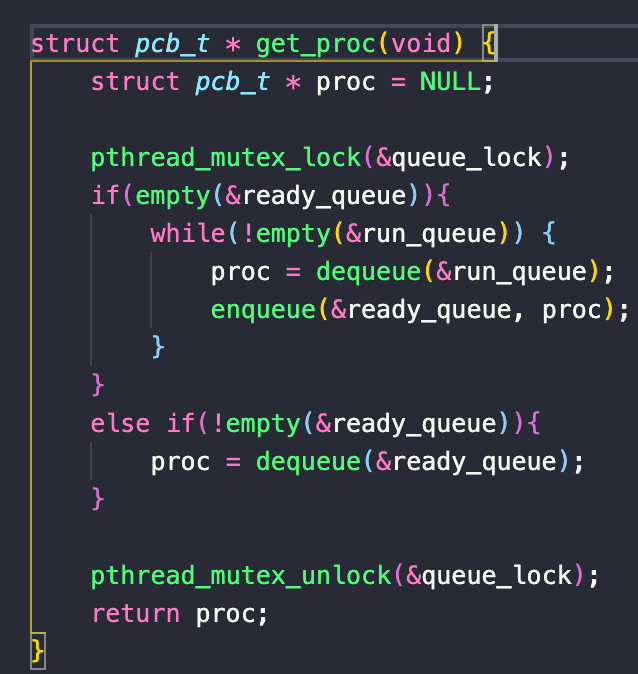 struct pcb_t * get_proc(void) {
    struct pcb_t * proc = NULL;

    pthread_mutex_lock(&queue_lock);
    if(empty(&ready_queue)){
        while(!empty(&run_queue)) {
            proc = dequeue(&run_queue);
            enqueue(&ready_queue, proc);
        }
    }
    else if(!empty(&ready_queue)){
        proc = dequeue(&ready_queue);
    }

    pthread_mutex_unlock(&queue_lock);
    return proc;
}